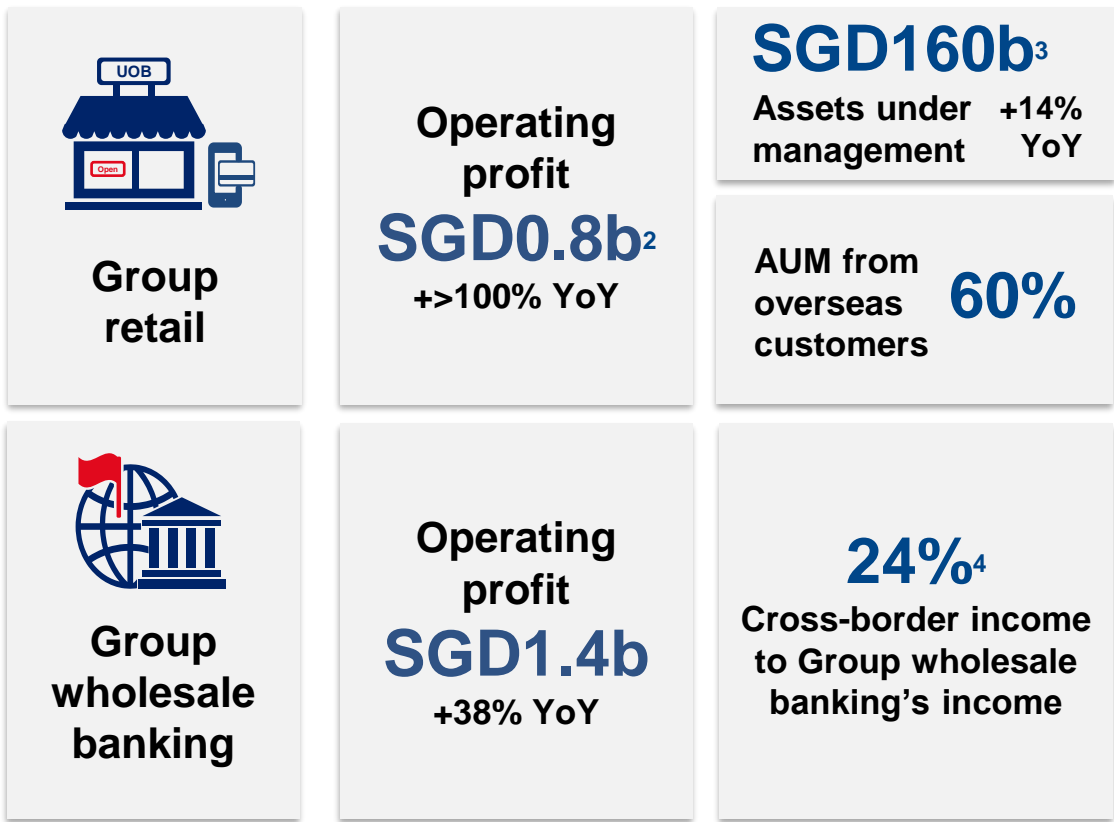 UOB
Open
Group
retail
Operating
profit
SGD0.8b2
+>100% YoY
SGD160b3
Assets under
management
+14%
YoY
AUM from
overseas
customers
60%
Group
wholesale
banking
Operating
profit
SGD1.4b
+38% YoY
24%4
Cross-border income
to Group wholesale
banking’s income